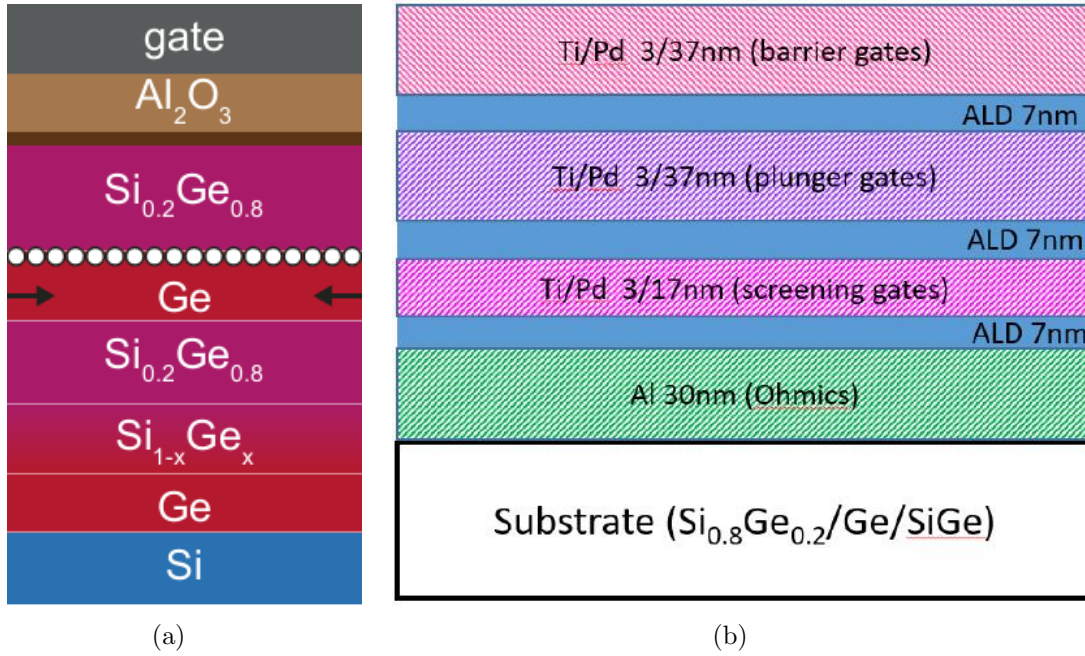 gate
Al₂O₃
Si₀.₂Ge₀.₈
Ge
Si₀.₂Ge₀.₈
Si₁₋ₓGeₓ
Ge
Si
(a)
Ti/Pd 3/37nm (barrier gates)
ALD 7nm
Ti/Pd 3/37nm (plunger gates)
ALD 7nm
Ti/Pd 3/17nm (screening gates)
ALD 7nm
Al 30nm (Ohmics)
Substrate (Si₀.₈Ge₀.₂/Ge/SiGe)
(b)